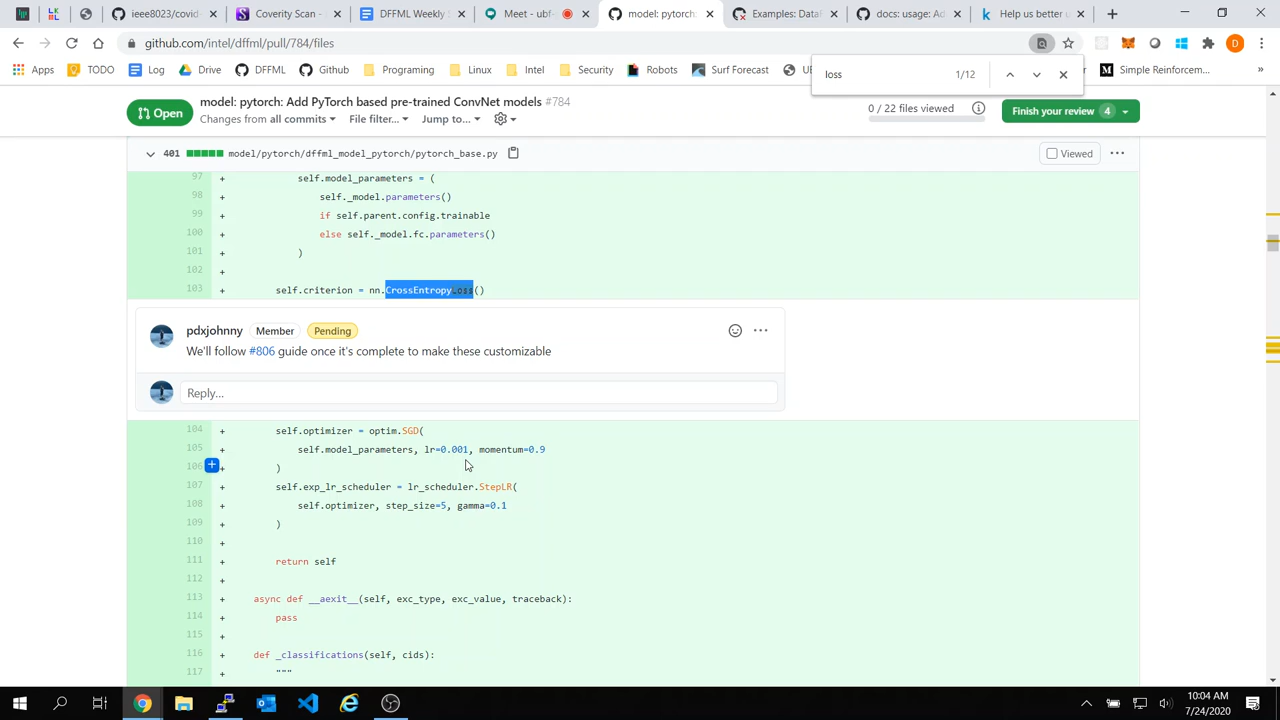 ieee8023/covid-
Coverity Scan -
DFFML Weekly
Meet - ubf-
model: pytorch:
Examples: Data
docs: usage: Ad
Help us better u
github.com/intel/dffml/pull/784/files
Apps
TODO
Log
Drive
DFFML
Github
Programing
Linux
Intel
Security
Robots
Surf Forecast
Simple Reinforcem...
»
loss
1/12
Open
model: pytorch: Add PyTorch based pre-trained ConvNet models #784
Changes from all commits
File filter...
Jump to...
0 / 22 files viewed
Finish your review 4
401 model/pytorch/dffml_model_pytorch/pytorch_base.py
Viewed
97 + self.model_parameters = (
98 + self._model.parameters()
99 + if self.parent.config.trainable
100 + else self._model.fc.parameters()
101 + )
102 +
103 + self.criterion = nn.CrossEntropyLoss()
pdxjohnny Member Pending
We'll follow #806 guide once it's complete to make these customizable
Reply...
104 + self.optimizer = optim.SGD(
105 + self.model_parameters, lr=0.001, momentum=0.9
106 + )
107 + self.exp_lr_scheduler = lr_scheduler.StepLR(
108 + self.optimizer, step_size=5, gamma=0.1
109 + )
110 +
111 + return self
112 +
113 + async def __aexit__(self, exc_type, exc_value, traceback):
114 + pass
115 +
116 + def _classifications(self, cids):
117 + """
10:04 AM
7/24/2020